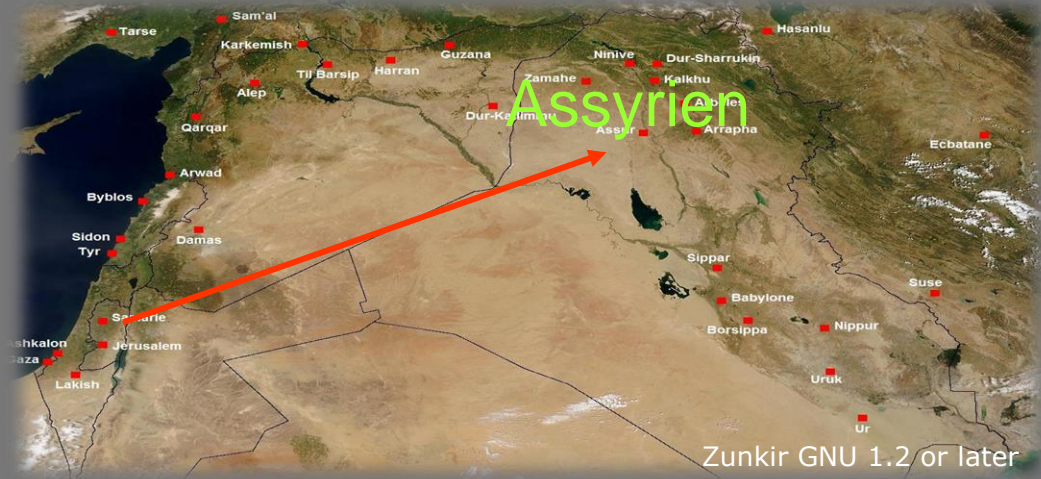 Sam'al
Tarse
Hasanlu
Karkemish
Guzana
Ninive
Dur-Sharrukin
Til Barsip
Harran
Zamahe
Kalkhu
Alep
Assyrien
Arbeles
Dur-Katlimmu
Qarqar
Assur
Arrapha
Ecbatane
Arwad
Byblos
Sidon
Damas
Tyr
Sippar
Suse
Babylone
Samarie
Borsippa
Nippur
Ashkalon
Jerusalem
Gaza
Lakish
Uruk
Ur
Zunkir GNU 1.2 or later